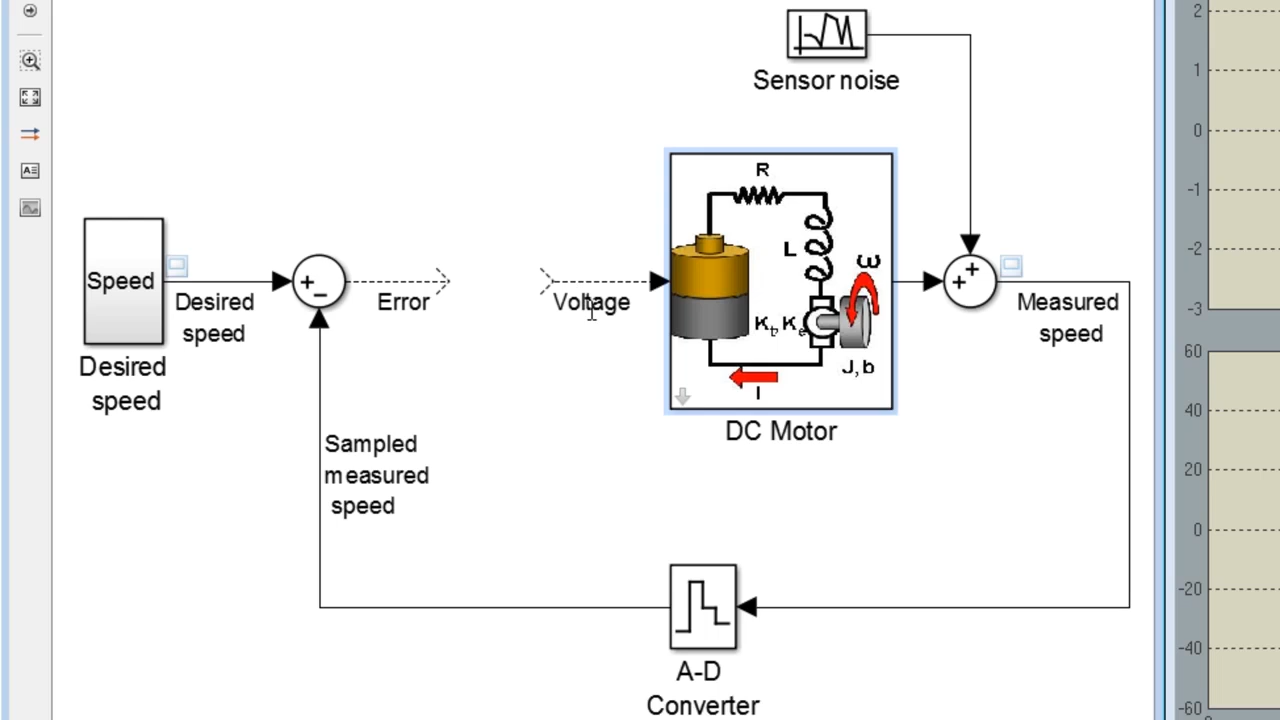 Sensor noise
R
L
ω
Kt, Ke
J, b
I
DC Motor
Speed
Desired
speed
Desired
speed
+
−
Error
Voltage
+
+
Measured
speed
Sampled
measured
speed
A-D
Converter
2
1
0
-1
-2
-3
60
40
20
0
-20
-40
-60